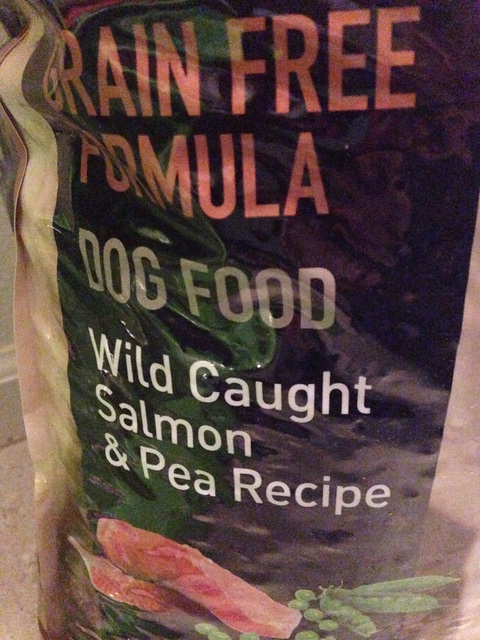 GRAIN FREE
FORMULA
DOG FOOD
Wild Caught
Salmon
& Pea Recipe